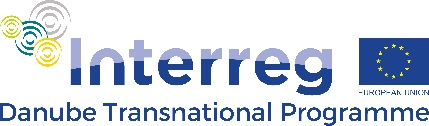 Interreg
EUROPEAN UNION
Danube Transnational Programme